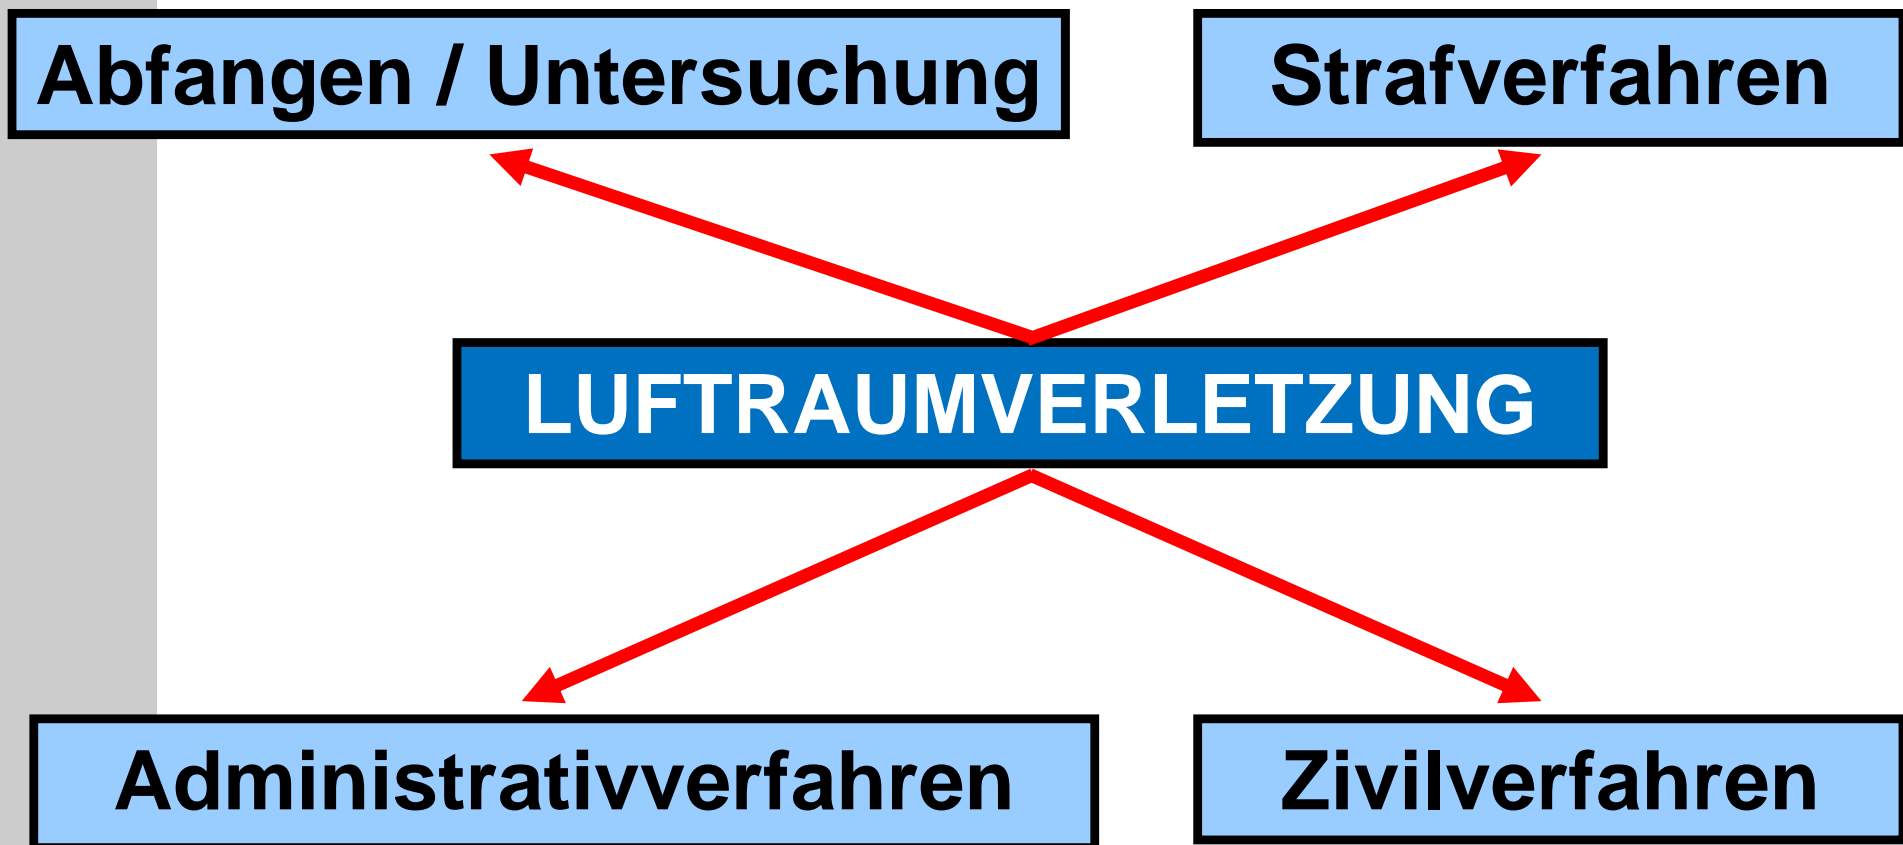 Abfangen / Untersuchung
Strafverfahren
LUFTRAUMVERLETZUNG
Administrativverfahren
Zivilverfahren